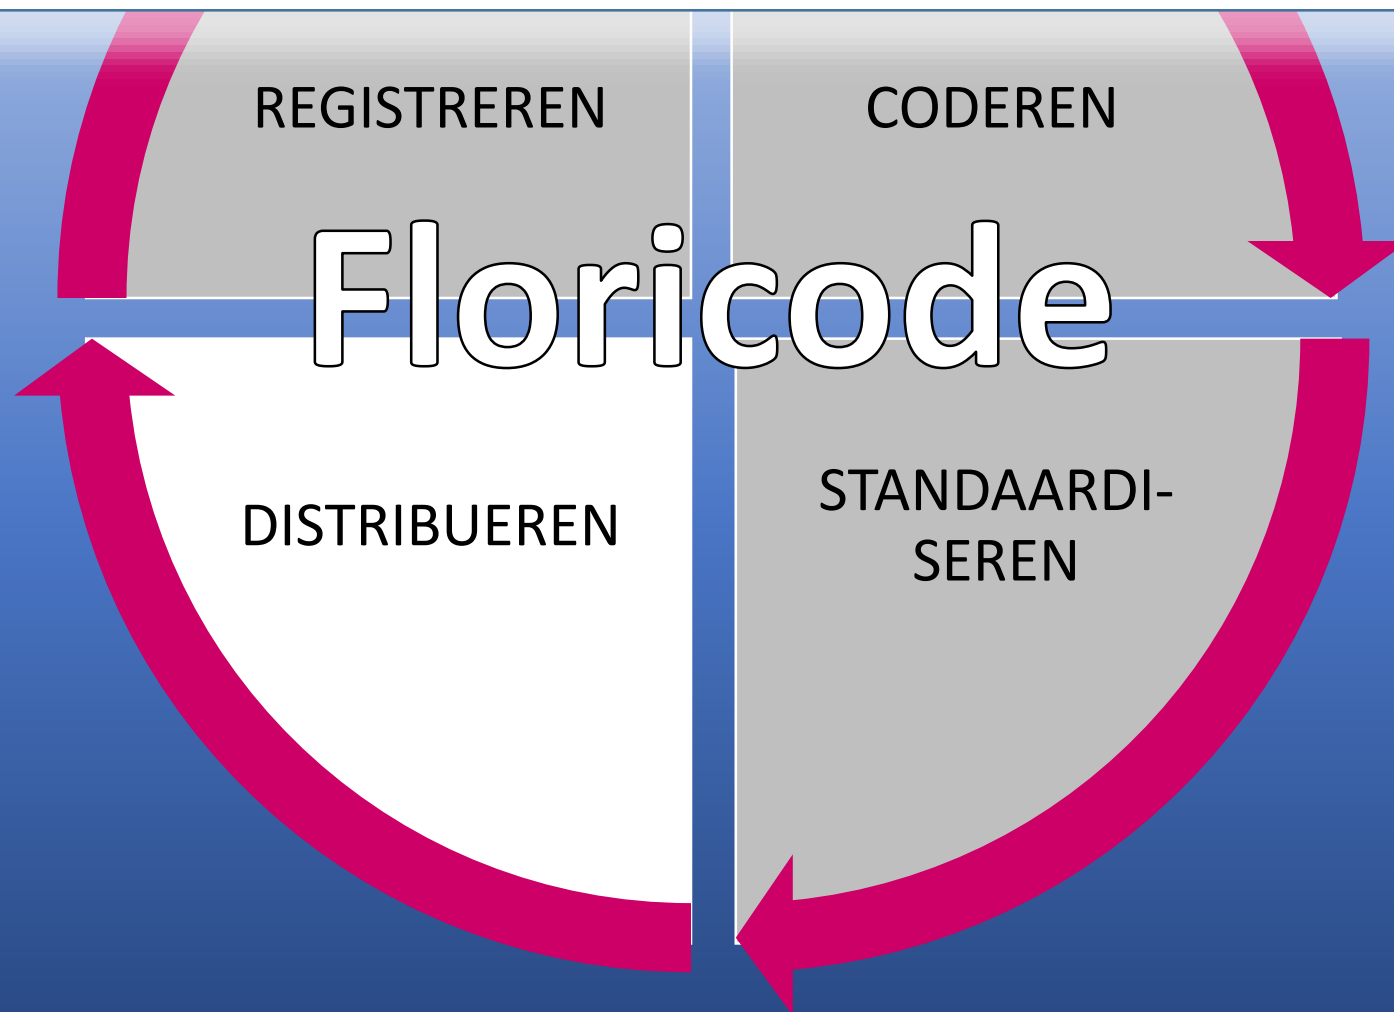 REGISTREREN
CODEREN
Floricode
DISTRIBUEREN
STANDAARDI-
SEREN